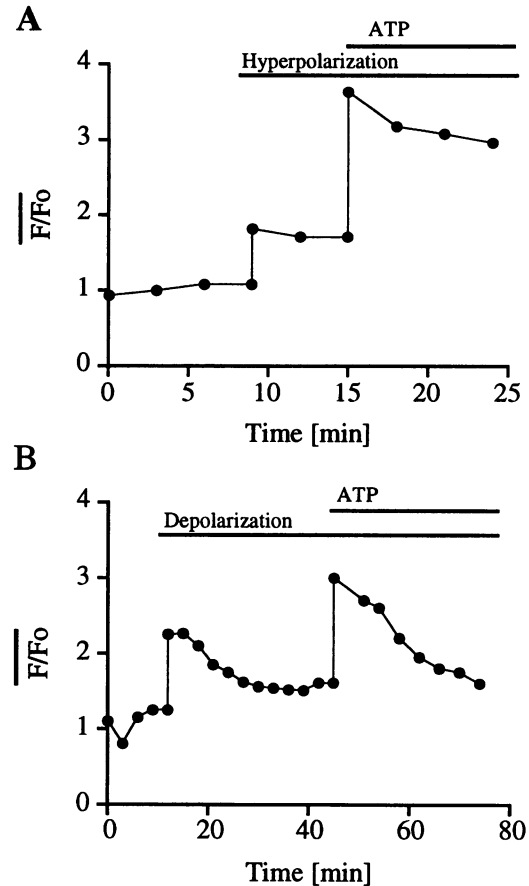 A
ATP
Hyperpolarization
4
3
2
1
0
F/Fo
0 5 10 15 20 25
Time [min]
B
ATP
Depolarization
4
3
2
1
0
F/Fo
0 20 40 60 80
Time [min]